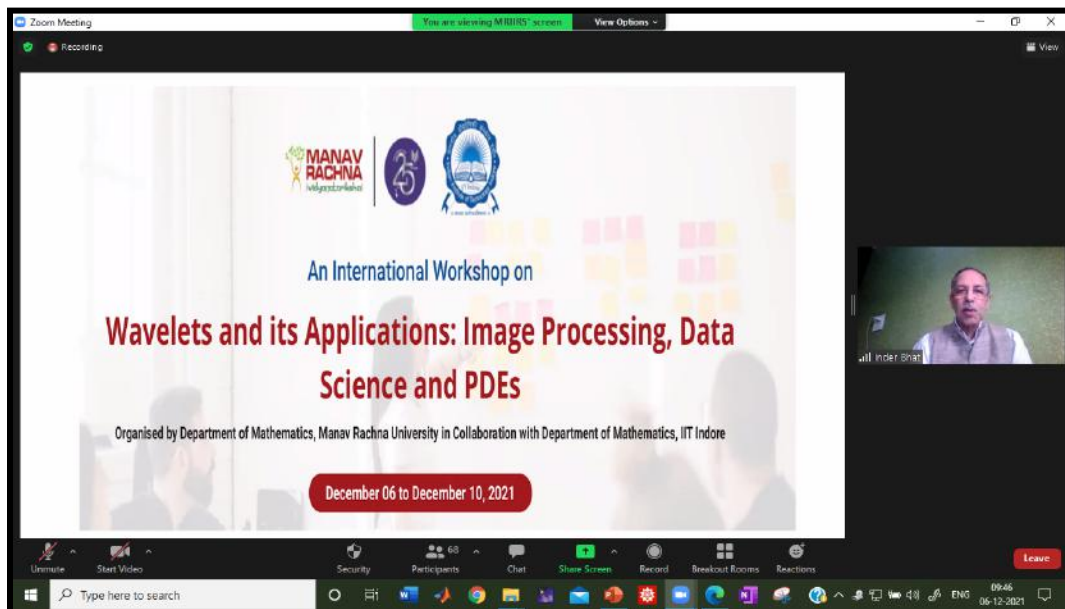 Zoom Meeting
You are viewing MRIIRS' screen
View Options
Recording
View
MANAV
RACHNA
vidyanatariksha
25
An International Workshop on
Wavelets and its Applications: Image Processing, Data
Science and PDEs
Organised by Department of Mathematics, Manav Rachna University in Collaboration with Department of Mathematics, IIT Indore
December 06 to December 10, 2021
Inder Bhat
Unmute
Start Video
Security
68
Participants
Chat
Share Screen
Record
Breakout Rooms
Reactions
Leave
Type here to search
ENG
09:46
06-12-2021